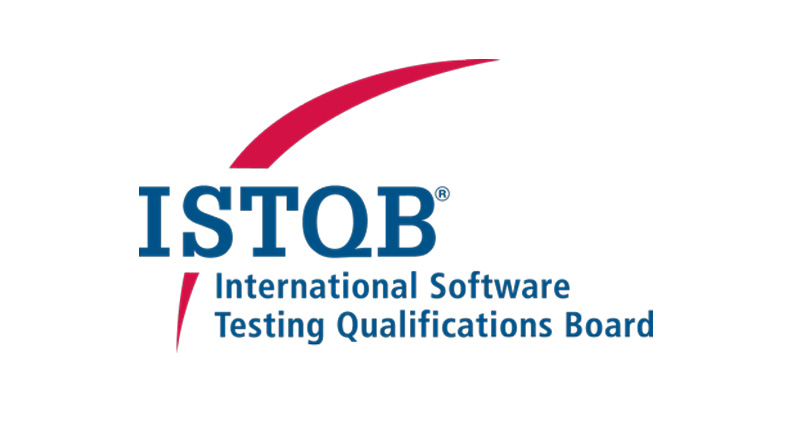 ISTQB®
International Software
Testing Qualifications Board